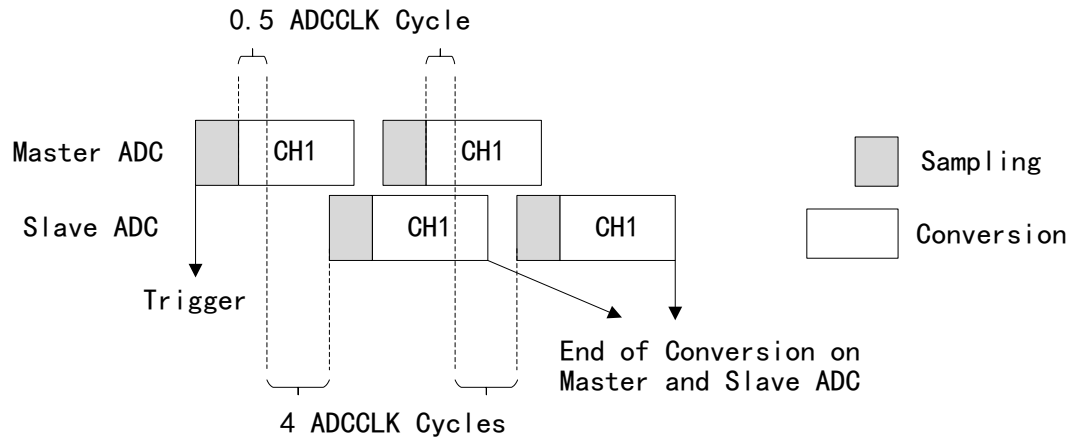 0.5 ADCCLK Cycle
Master ADC
CH1
CH1
Sampling
Slave ADC
CH1
CH1
Conversion
Trigger
End of Conversion on
Master and Slave ADC
4 ADCCLK Cycles